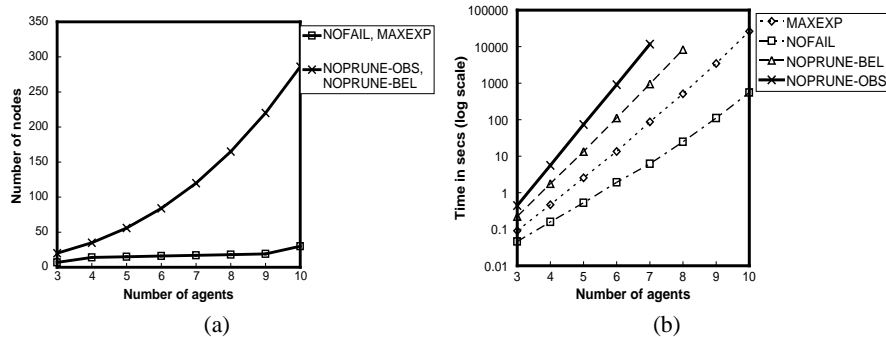 350
300
250
200
150
100
50
0
Number of nodes
3 4 5 6 7 8 9 10
Number of agents
NOFAIL, MAXEXP
NOPRUNE-OBS,
NOPRUNE-BEL
(a)
100000
10000
1000
100
10
1
0.1
0.01
Time in secs (log scale)
3 4 5 6 7 8 9 10
Number of agents
MAXEXP
NOFAIL
NOPRUNE-BEL
NOPRUNE-OBS
(b)